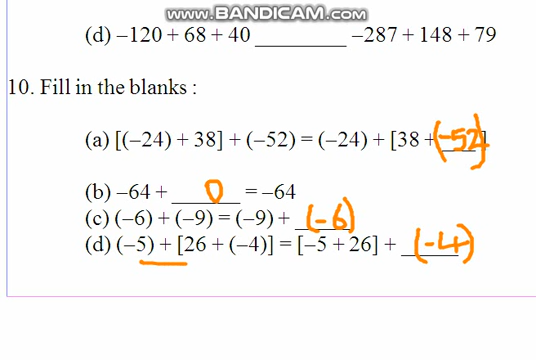 www.BANDICAM.com
(d) –120 + 68 + 40 ________ –287 + 148 + 79
10. Fill in the blanks :
(a) [(–24) + 38] + (–52) = (–24) + [38 + (–52)]
(b) –64 + 0 = –64
(c) (–6) + (–9) = (–9) + (–6)
(d) (–5) + [26 + (–4)] = [–5 + 26] + (–4)